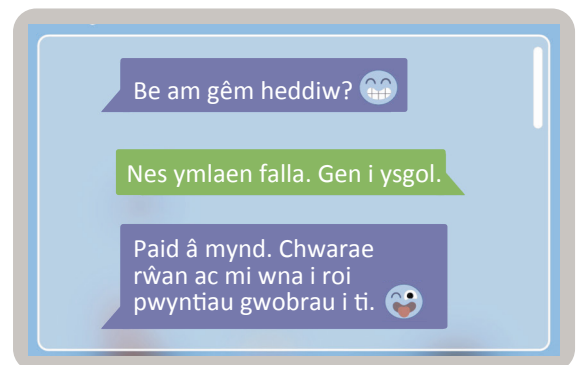 Be am gêm heddiw? 😁
Nes ymlaen falla. Gen i ysgol.
Paid â mynd. Chwarae
rŵan ac mi wna i roi
pwyntiau gwobrau i ti. 😜